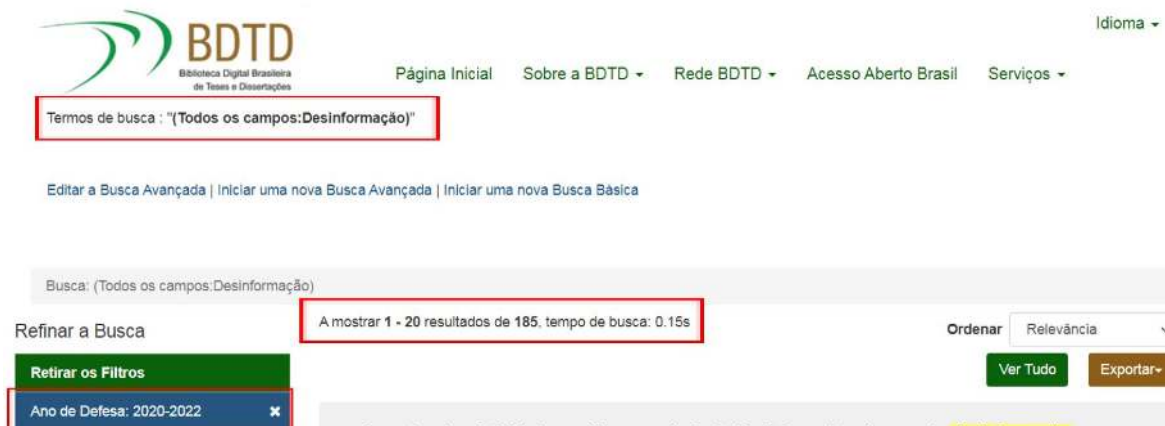 Idioma
BDTD
Biblioteca Digital Brasileira
de Teses e Dissertações
Página Inicial Sobre a BDTD Rede BDTD Acesso Aberto Brasil Serviços
Termos de busca : "(Todos os campos:Desinformação)"
Editar a Busca Avançada | Iniciar uma nova Busca Avançada | Iniciar uma nova Busca Básica
Busca: (Todos os campos:Desinformação)
Refinar a Busca
A mostrar 1 - 20 resultados de 185, tempo de busca: 0.15s
Ordenar Relevância
Retirar os Filtros
Ver Tudo Exportar
Ano de Defesa: 2020-2022 ×